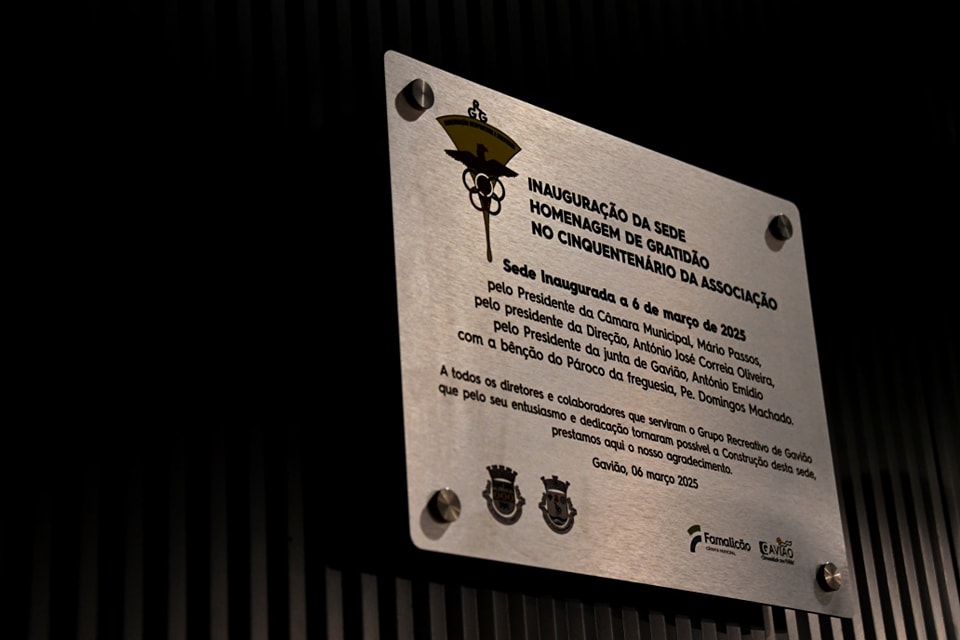 GRG
INAUGURAÇÃO DA SEDE
HOMENAGEM DE GRATIDÃO
NO CINQUENTENÁRIO DA ASSOCIAÇÃO
Sede Inaugurada a 6 de março de 2025
pelo Presidente da Câmara Municipal, Mário Passos,
pelo presidente da Direção, António José Correia Oliveira,
pelo Presidente da junta de Gavião, António Emídio
com a bênção do Pároco da freguesia, Pe. Domingos Machado.
A todos os diretores e colaboradores que serviram o Grupo Recreativo de Gavião
que pelo seu entusiasmo e dedicação tornaram possível a Construção desta sede,
prestamos aqui o nosso agradecimento.
Gavião, 06 março 2025
Famalicão
CÂMARA MUNICIPAL
GAVIÃO